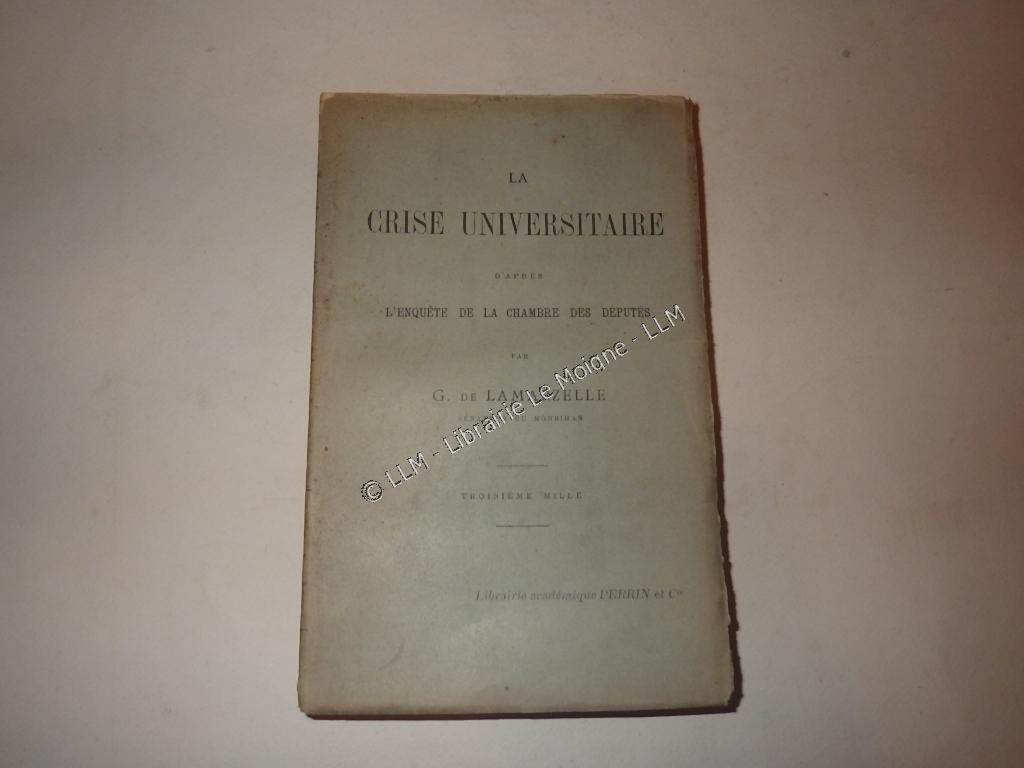 LA
CRISE UNIVERSITAIRE
D'APRÈS
L'ENQUÊTE DE LA CHAMBRE DES DÉPUTÉS
PAR
G. DE LAMARZELLE
SÉNATEUR DU MORBIHAN
TROISIÈME MILLE
Librairie académique PERRIN et Cie
© LLM - Librairie Le Moigne - LLM